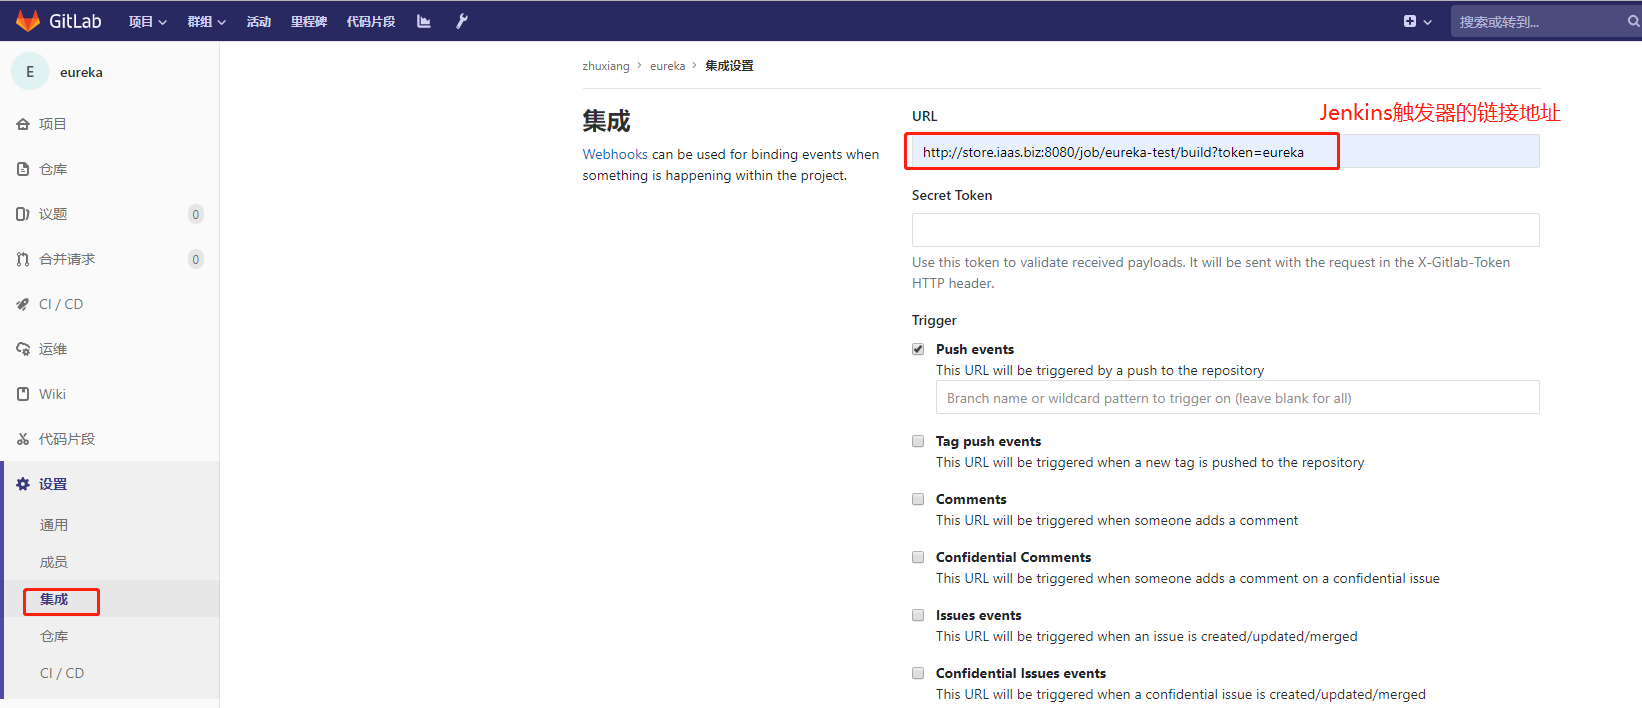 GitLab 项目 群组 活动 里程碑 代码片段 搜索或转到...
E eureka
项目
仓库
议题 0
合并请求 0
CI / CD
运维
Wiki
代码片段
设置
通用
成员
集成
仓库
CI / CD
zhuxiang > eureka > 集成设置
集成
Webhooks can be used for binding events when
something is happening within the project.
URL
Jenkins触发器的链接地址
http://store.iaas.biz:8080/job/eureka-test/build?token=eureka
Secret Token
Use this token to validate received payloads. It will be sent with the request in the X-Gitlab-Token
HTTP header.
Trigger
Push events
This URL will be triggered by a push to the repository
Branch name or wildcard pattern to trigger on (leave blank for all)
Tag push events
This URL will be triggered when a new tag is pushed to the repository
Comments
This URL will be triggered when someone adds a comment
Confidential Comments
This URL will be triggered when someone adds a comment on a confidential issue
Issues events
This URL will be triggered when an issue is created/updated/merged
Confidential Issues events
This URL will be triggered when a confidential issue is created/updated/merged